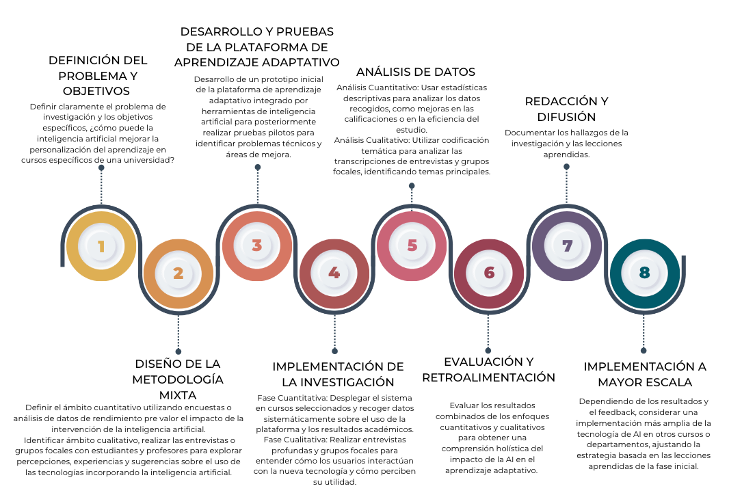 DEFINICIÓN DEL
PROBLEMA Y
OBJETIVOS
Definir claramente el problema de
investigación y los objetivos
específicos, ¿cómo puede la
inteligencia artificial mejorar la
personalización del aprendizaje en
cursos específicos de una universidad?
DESARROLLO Y PRUEBAS
DE LA PLATAFORMA DE
APRENDIZAJE ADAPTATIVO
Desarrollo de un prototipo inicial
de la plataforma de aprendizaje
adaptativo integrado por
herramientas de inteligencia
artificial para posteriormente
realizar pruebas pilotos para
identificar problemas técnicos y
áreas de mejora.
ANÁLISIS DE DATOS
Análisis Cuantitativo: Usar estadísticas
descriptivas para analizar los datos
recogidos, como mejoras en las
calificaciones o en la eficiencia del
estudio.
Análisis Cualitativo: Utilizar codificación
temática para analizar las
transcripciones de entrevistas y grupos
focales, identificando temas principales.
REDACCIÓN Y
DIFUSIÓN
Documentar los hallazgos de la
investigación y las lecciones
aprendidas.
1
2
3
4
5
6
7
8
DISEÑO DE LA
METODOLOGÍA
MIXTA
Definir el ámbito cuantitativo utilizando encuestas o
análisis de datos de rendimiento pre valor el impacto de la
intervención de la inteligencia artificial.
Identificar ámbito cualitativo, realizar las entrevistas o
grupos focales con estudiantes y profesores para explorar
percepciones, experiencias y sugerencias sobre el uso de
las tecnologías incorporando la inteligencia artificial.
IMPLEMENTACIÓN DE
LA INVESTIGACIÓN
Fase Cuantitativa: Desplegar el sistema
en cursos seleccionados y recoger datos
sistemáticamente sobre el uso de la
plataforma y los resultados académicos.
Fase Cualitativa: Realizar entrevistas
profundas y grupos focales para
entender cómo los usuarios interactúan
con la nueva tecnología y cómo perciben
su utilidad.
EVALUACIÓN Y
RETROALIMENTACIÓN
Evaluar los resultados
combinados de los enfoques
cuantitativos y cualitativos
para obtener una
comprensión holística del
impacto de la AI en el
aprendizaje adaptativo.
IMPLEMENTACIÓN A
MAYOR ESCALA
Dependiendo de los resultados y
el feedback, considerar una
implementación más amplia de la
tecnología de AI en otros cursos o
departamentos, ajustando la
estrategia basada en las lecciones
aprendidas de la fase inicial.